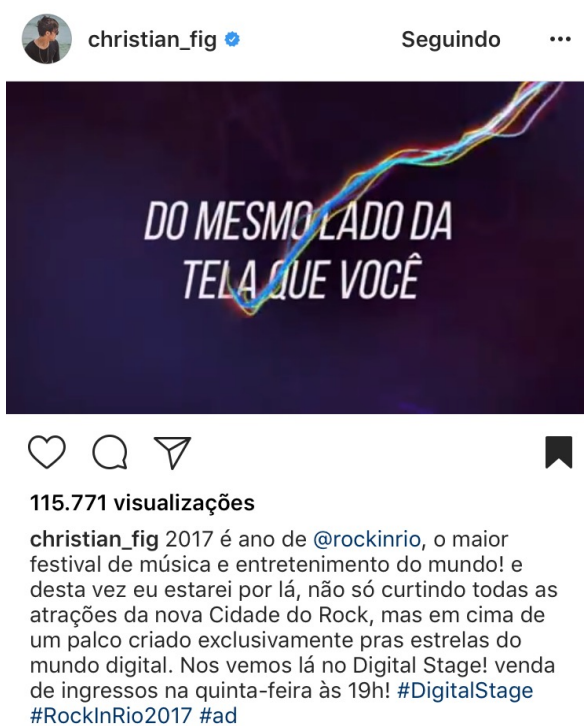 christian_fig
Seguindo
DO MESMO LADO DA
TELA QUE VOCÊ
115.771 visualizações
christian_fig 2017 é ano de @rockinrio, o maior
festival de música e entretenimento do mundo! e
desta vez eu estarei por lá, não só curtindo todas as
atrações da nova Cidade do Rock, mas em cima de
um palco criado exclusivamente pras estrelas do
mundo digital. Nos vemos lá no Digital Stage! venda
de ingressos na quinta-feira às 19h! #DigitalStage
#RockInRio2017 #ad